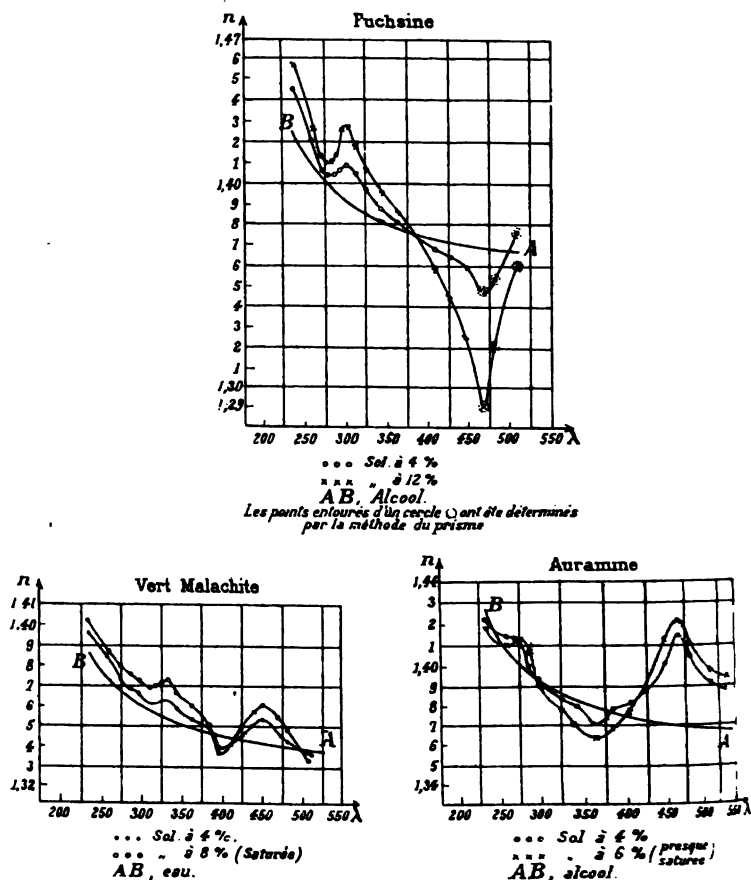 Fuchsine
n
1,47
6
5
4
3
2
1
1,40
9
8
7
6
5
4
3
2
1
1,30
1,29
B
A
200 250 300 350 400 450 500 550 λ
∘∘∘ Sol. à 4 %
××× „ à 12 %
AB, Alcool.
Les points entourés d'un cercle ○ ont été déterminés
par la méthode du prisme
Vert Malachite
n
1,41
1,40
9
8
7
6
5
4
3
1,32
B
A
200 250 300 350 400 450 500 550 λ
... Sol. à 4 %.
∘∘∘ „ à 8 % (Saturée)
AB, eau.
Auramme
n
1,44
3
2
1
1,40
9
8
7
6
5
1,34
B
A
200 250 300 350 400 450 500 550 λ
∘∘∘ Sol à 4 %
××× „ à 6 % (presque
saturée)
AB, alcool.